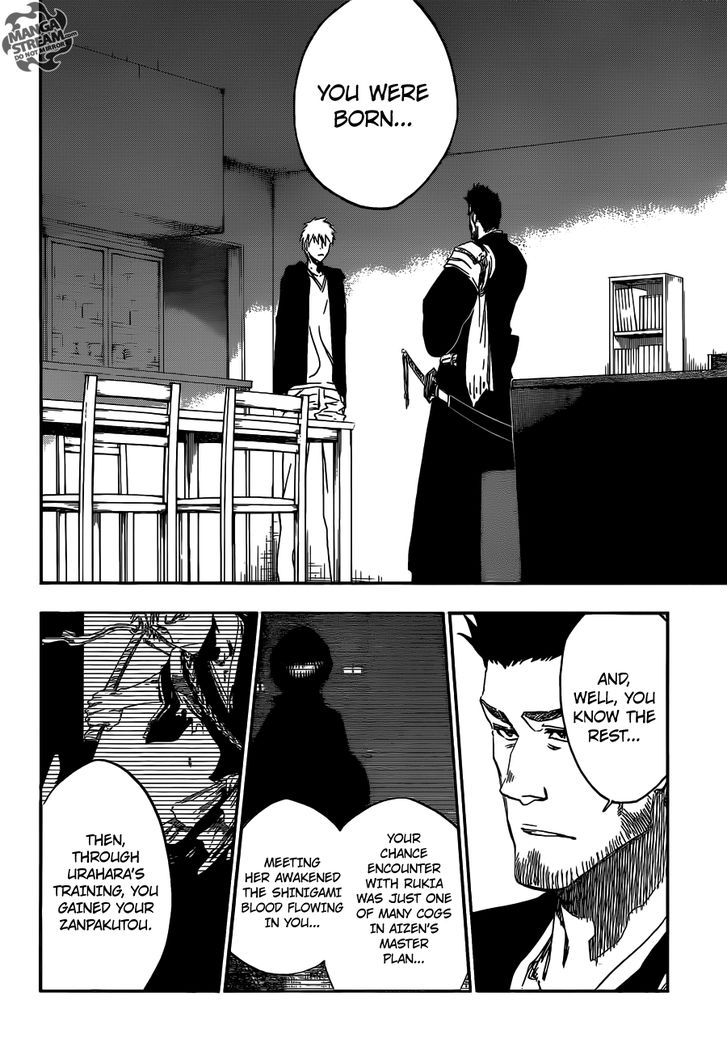 MANGA
STREAM
DO NOT MIRROR!
YOU WERE
BORN...
AND,
WELL, YOU
KNOW THE
REST...
YOUR
CHANCE
ENCOUNTER
WITH RUKIA
WAS JUST ONE
OF MANY COGS
IN AIZEN'S
MASTER
PLAN...
MEETING
HER AWAKENED
THE SHINIGAMI
BLOOD FLOWING
IN YOU...
THEN,
THROUGH
URAHARA'S
TRAINING, YOU
GAINED YOUR
ZANPAKUTOU.